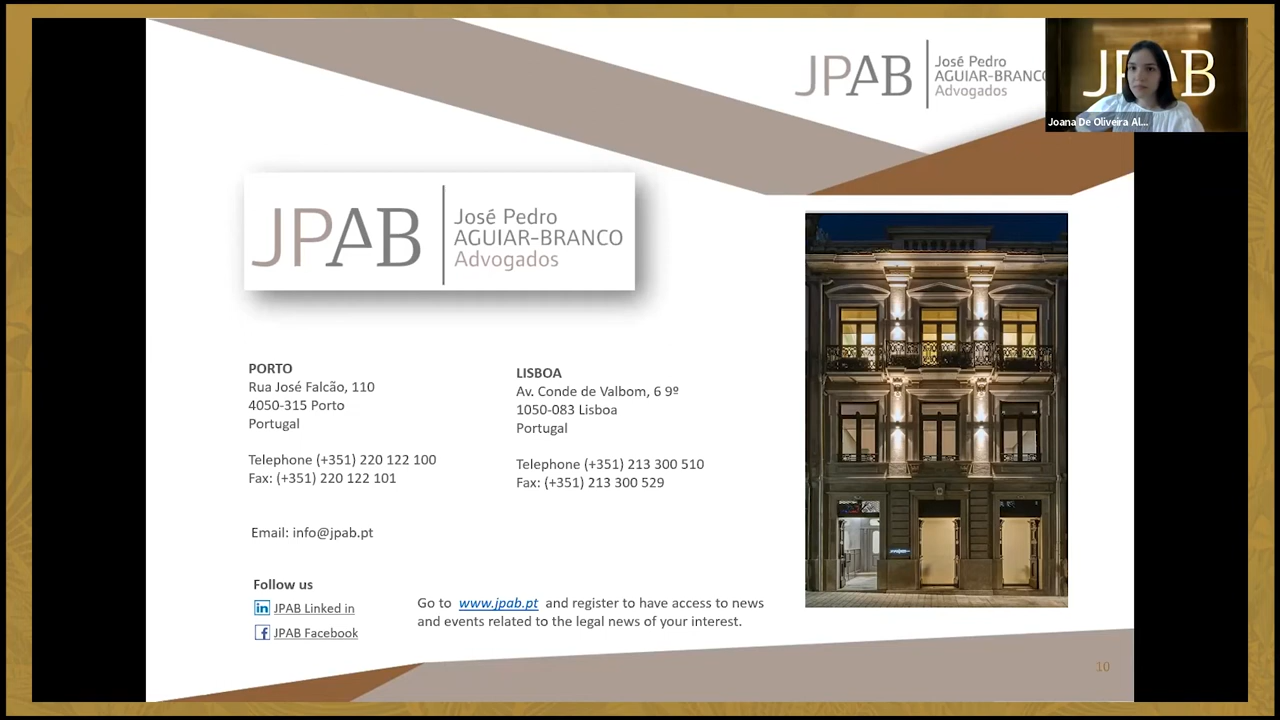 JPAB
José Pedro
AGUIAR-BRANCO
Advogados
JPAB
Joana De Oliveira Al...
JPAB
José Pedro
AGUIAR-BRANCO
Advogados
PORTO
Rua José Falcão, 110
4050-315 Porto
Portugal
Telephone (+351) 220 122 100
Fax: (+351) 220 122 101
LISBOA
Av. Conde de Valbom, 6 9º
1050-083 Lisboa
Portugal
Telephone (+351) 213 300 510
Fax: (+351) 213 300 529
Email: info@jpab.pt
Follow us
in JPAB Linked in
f JPAB Facebook
Go to www.jpab.pt and register to have access to news
and events related to the legal news of your interest.
10